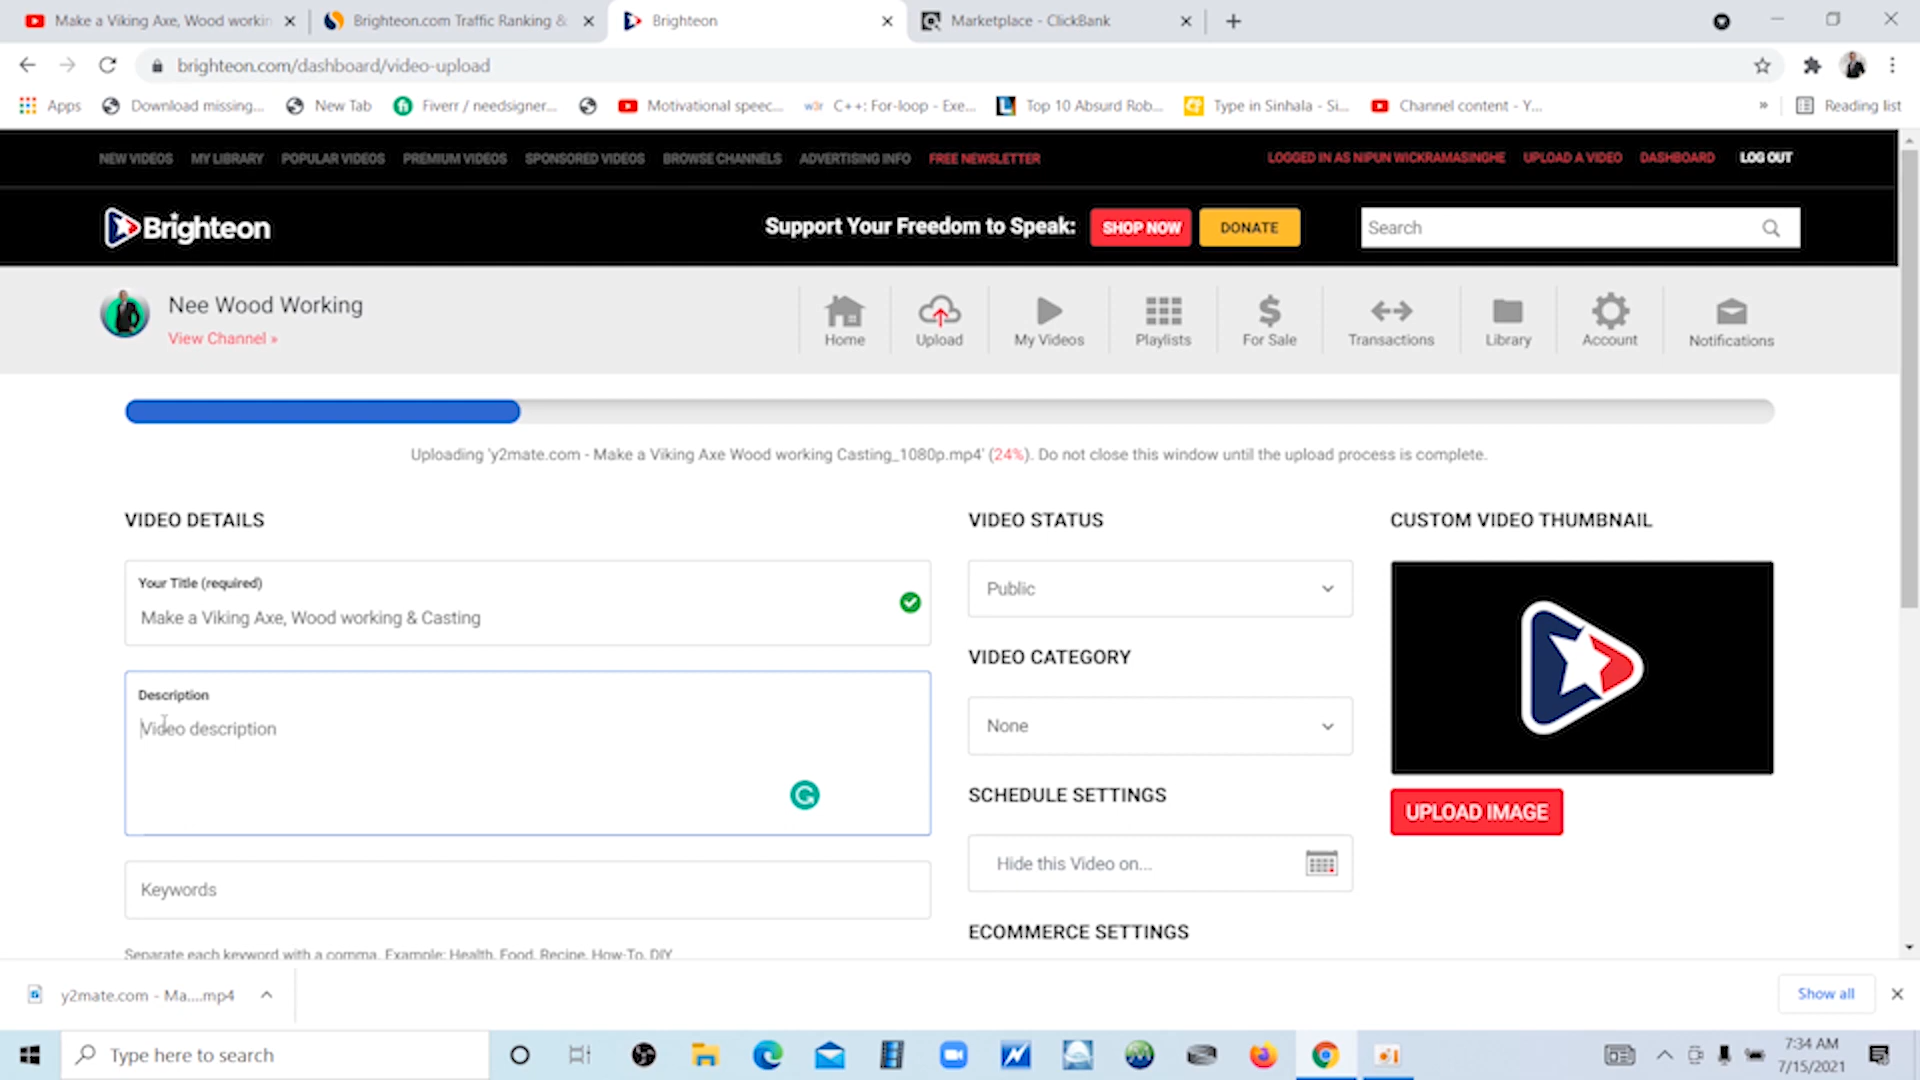 Make a Viking Axe, Wood workin
Brighteon.com Traffic Ranking &
Brighteon
Marketplace - ClickBank
brighteon.com/dashboard/video-upload
Apps
Download missing...
New Tab
Fiverr / needsigner...
Motivational speec...
w3r C++: For-loop - Exe...
Top 10 Absurd Rob...
Type in Sinhala - Si...
Channel content - Y...
»
Reading list
NEW VIDEOS MY LIBRARY POPULAR VIDEOS PREMIUM VIDEOS SPONSORED VIDEOS BROWSE CHANNELS ADVERTISING INFO FREE NEWSLETTER
LOGGED IN AS NIPUN WICKRAMASINGHE UPLOAD A VIDEO DASHBOARD LOG OUT
Brighteon
Support Your Freedom to Speak: SHOP NOW DONATE
Search
Nee Wood Working
View Channel »
Home Upload My Videos Playlists For Sale Transactions Library Account Notifications
Uploading 'y2mate.com - Make a Viking Axe Wood working Casting_1080p.mp4' (24%). Do not close this window until the upload process is complete.
VIDEO DETAILS
Your Title (required)
Make a Viking Axe, Wood working & Casting
Description
Video description
Keywords
Separate each keyword with a comma. Example: Health, Food, Recipe, How-To, DIY
VIDEO STATUS
Public
VIDEO CATEGORY
None
SCHEDULE SETTINGS
Hide this Video on...
ECOMMERCE SETTINGS
CUSTOM VIDEO THUMBNAIL
UPLOAD IMAGE
y2mate.com - Ma....mp4
Show all
Type here to search
7:34 AM
7/15/2021